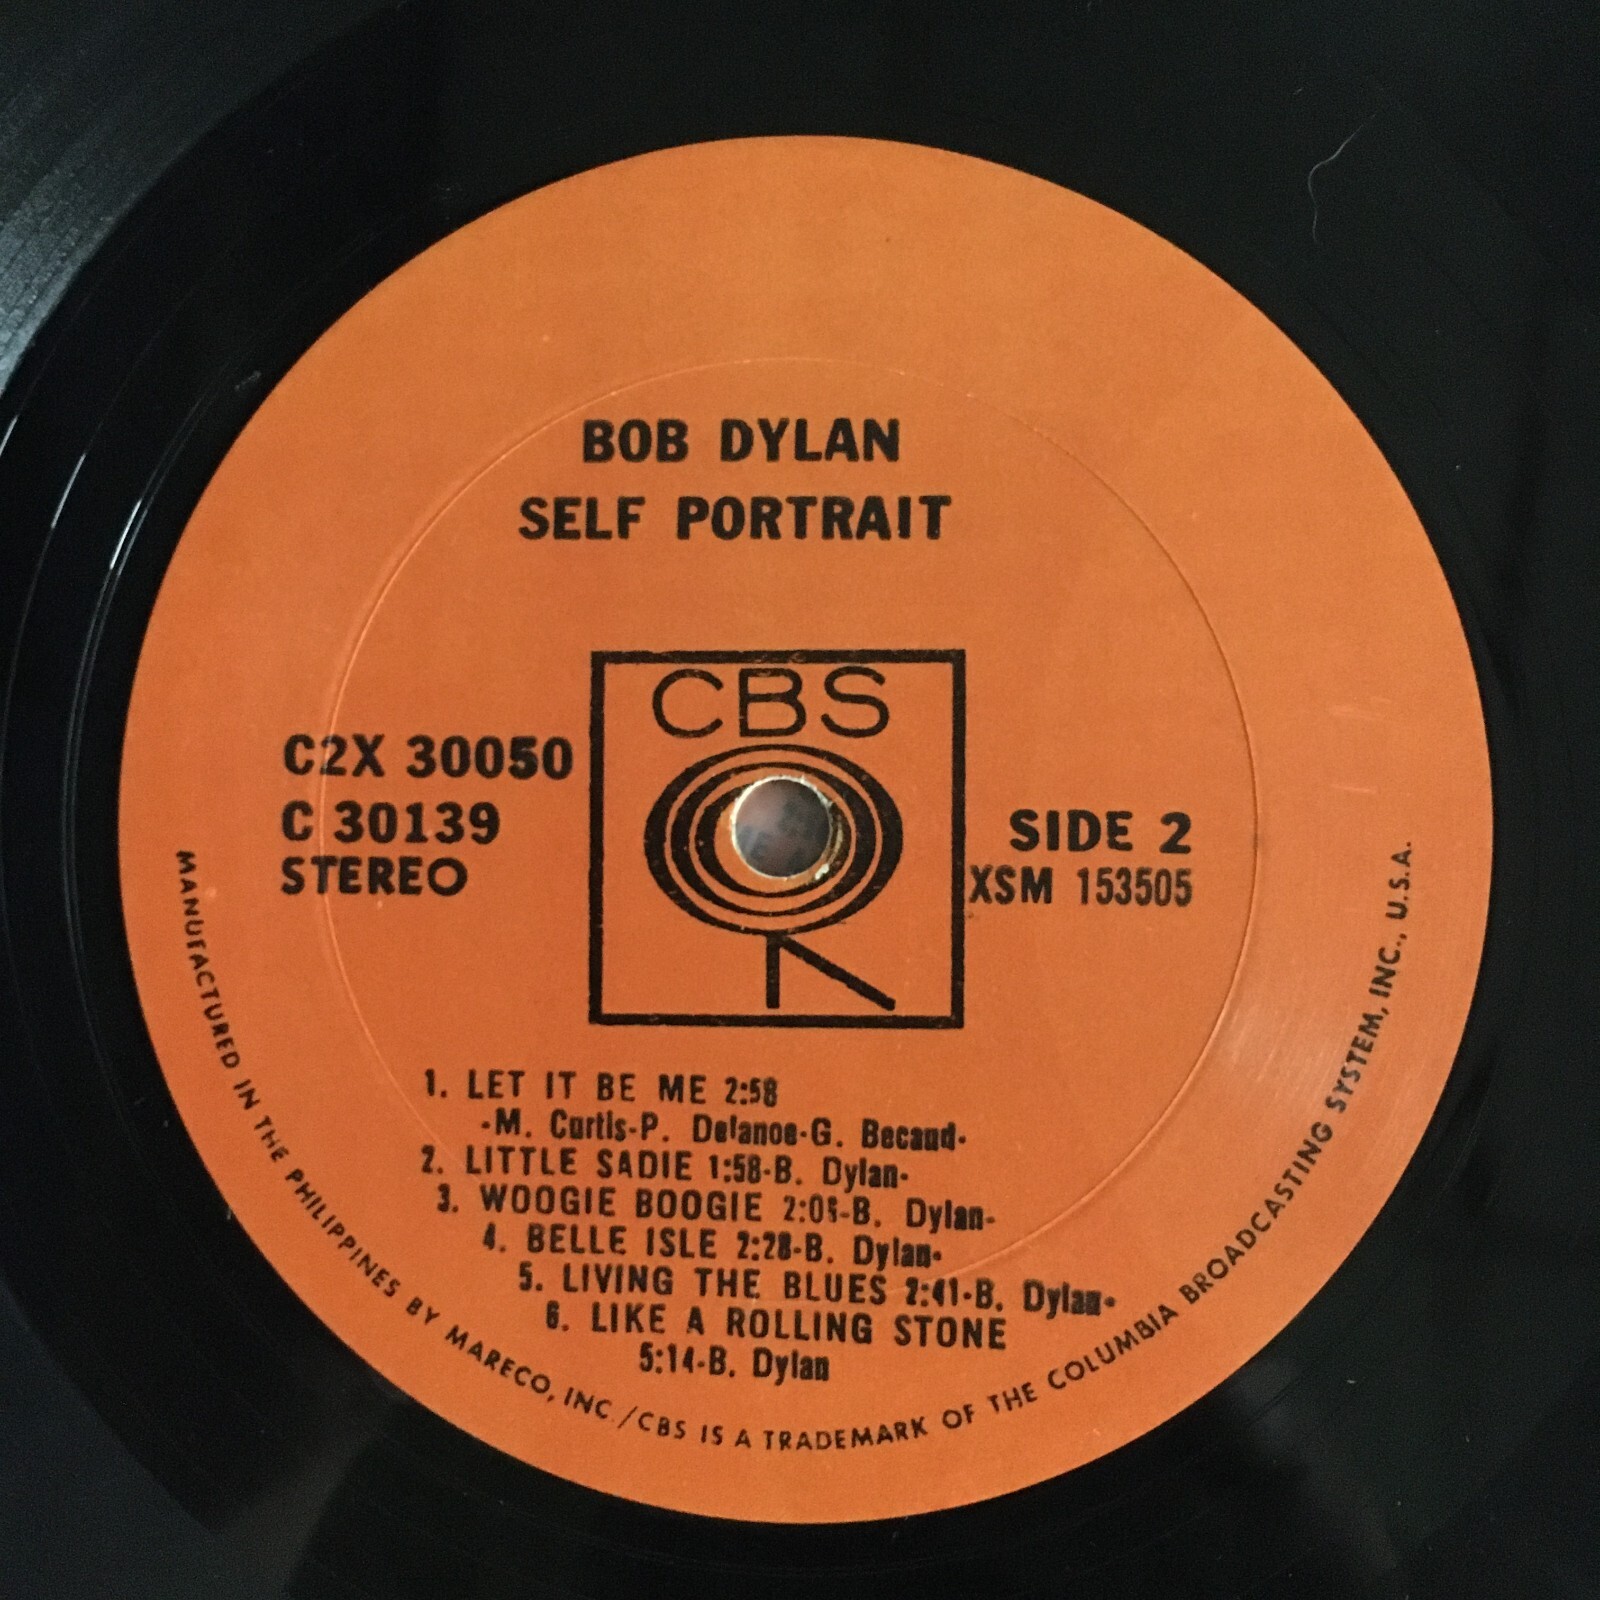 BOB DYLAN
SELF PORTRAIT
CBS
C2X 30050
C 30139
STEREO
SIDE 2
XSM 153505
1. LET IT BE ME 2:58
-M. Curtis-P. Delanoe-G. Becaud-
2. LITTLE SADIE 1:58-B. Dylan-
3. WOOGIE BOOGIE 2:05-B. Dylan-
4. BELLE ISLE 2:28-B. Dylan-
5. LIVING THE BLUES 2:41-B. Dylan-
6. LIKE A ROLLING STONE
5:14-B. Dylan
MANUFACTURED IN THE PHILIPPINES BY MARECO, INC./CBS IS A TRADEMARK OF THE COLUMBIA BROADCASTING SYSTEM, INC., U.S.A.